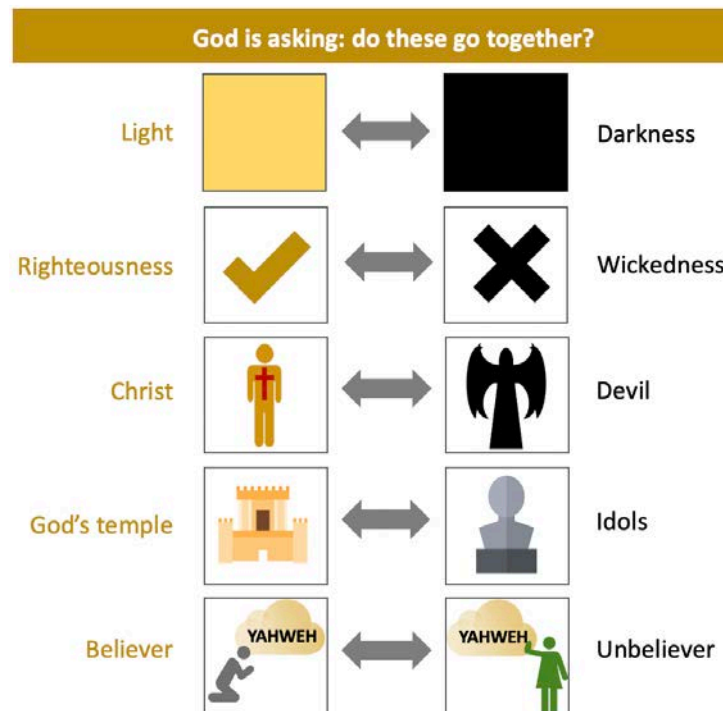 God is asking: do these go together?
Light
Darkness
Righteousness
Wickedness
Christ
Devil
God's temple
Idols
Believer
YAHWEH
YAHWEH
Unbeliever